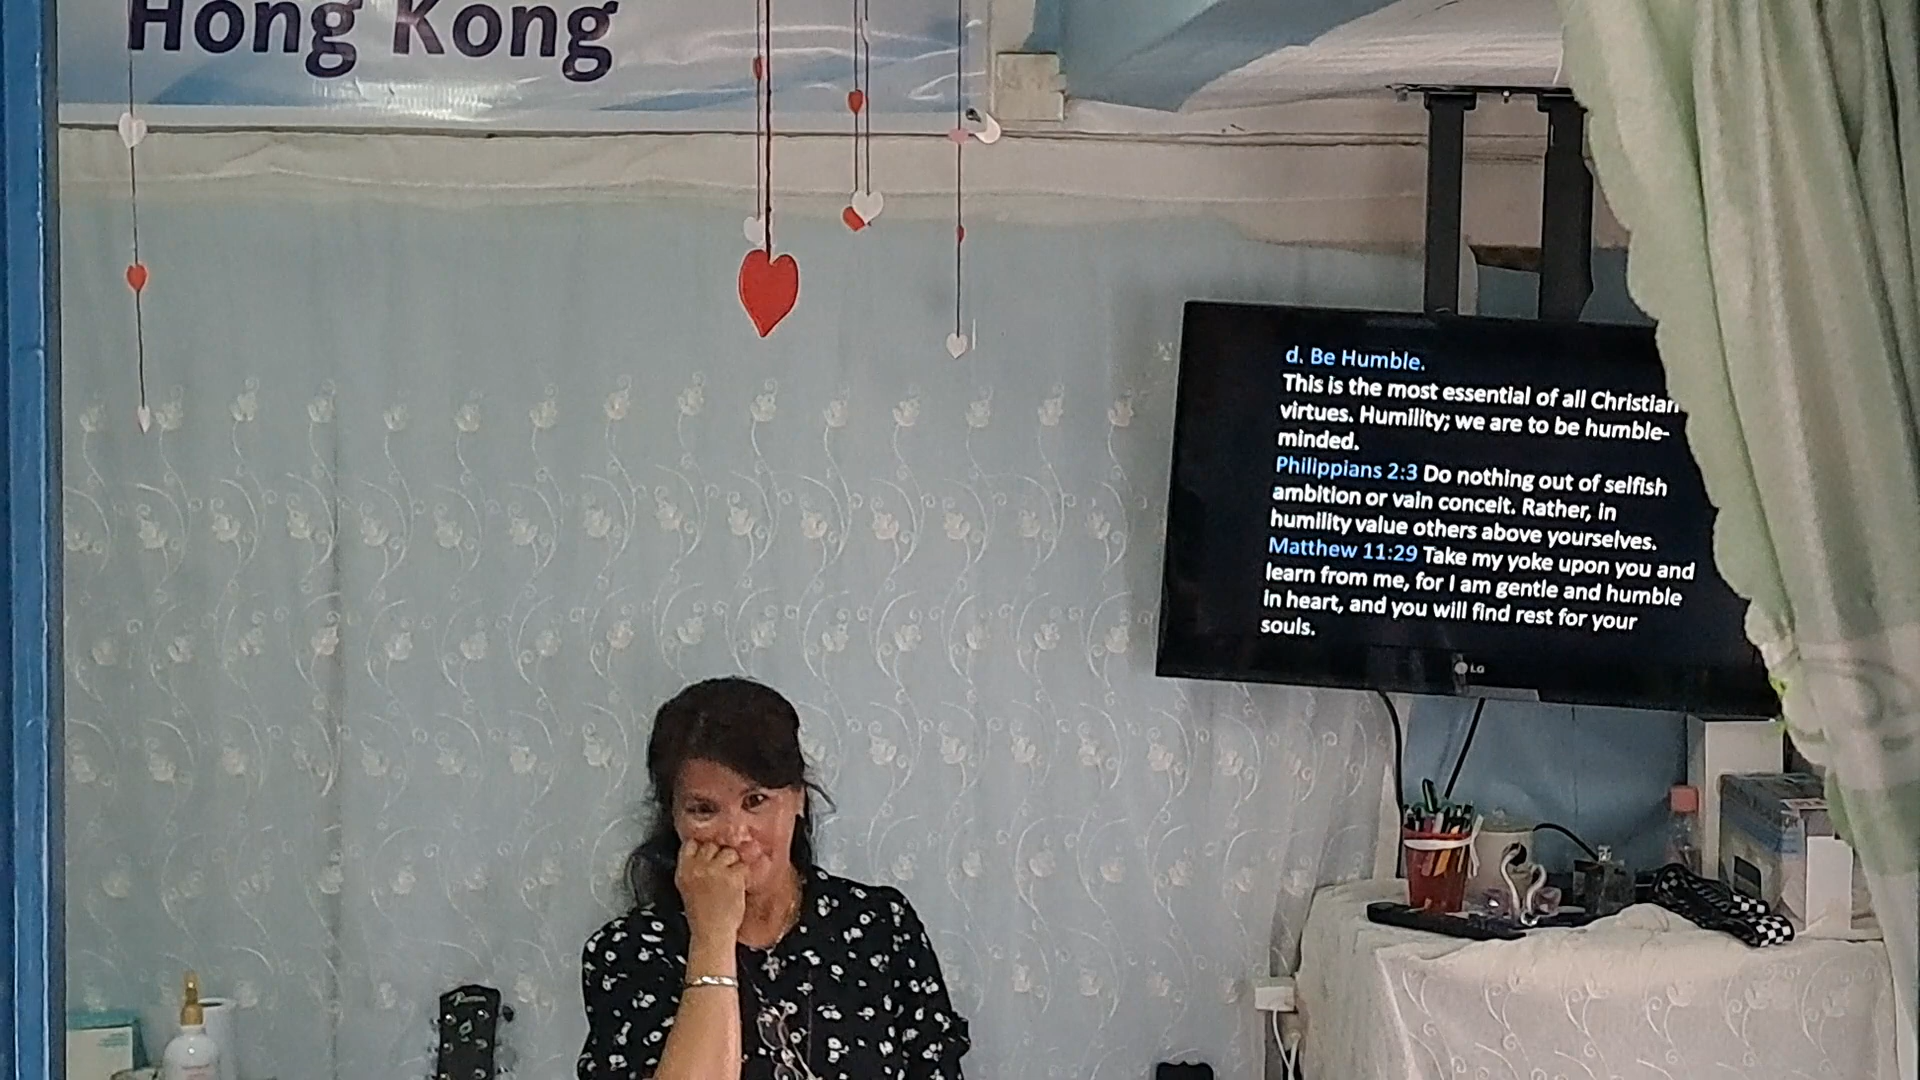 Hong Kong
d. Be Humble.
This is the most essential of all Christian
virtues. Humility; we are to be humble-
minded.
Philippians 2:3 Do nothing out of selfish
ambition or vain conceit. Rather, in
humility value others above yourselves.
Matthew 11:29 Take my yoke upon you and
learn from me, for I am gentle and humble
in heart, and you will find rest for your
souls.
LG